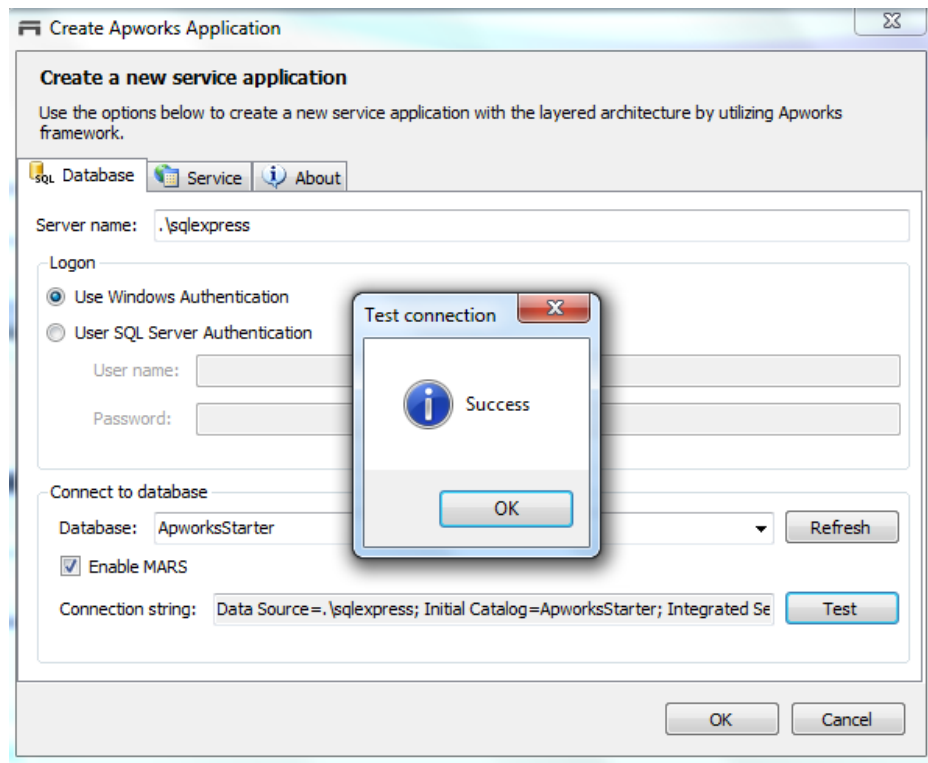 Create Apworks Application
Create a new service application
Use the options below to create a new service application with the layered architecture by utilizing Apworks
framework.
SQL Database Service About
Server name: .\sqlexpress
Logon
Use Windows Authentication
User SQL Server Authentication
User name:
Password:
Test connection
Success
OK
Connect to database
Database: ApworksStarter Refresh
Enable MARS
Connection string: Data Source=.\sqlexpress; Initial Catalog=ApworksStarter; Integrated Se Test
OK Cancel